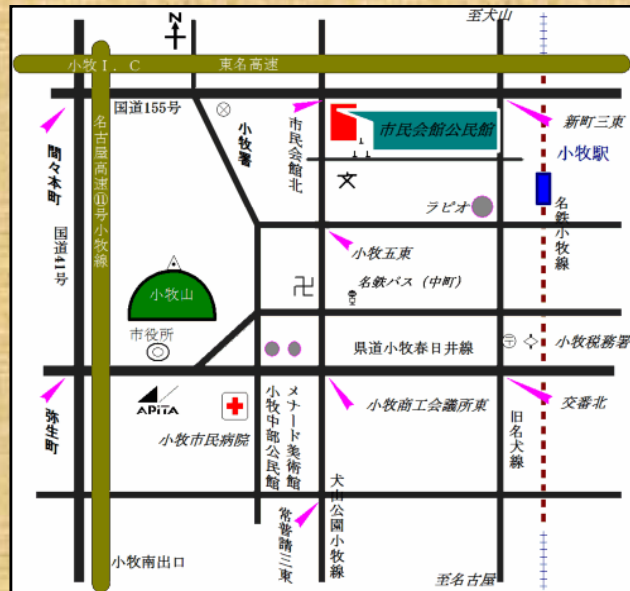 至犬山
N
小牧I.C
東名高速
国道155号
小牧署
市民会館北
市民会館公民館
新町三東
小牧駅
間々本町
名古屋高速⑪号小牧線
国道41号
文
ラピオ
名鉄小牧線
小牧五東
小牧山
卍
名鉄バス（中町）
市役所
県道小牧春日井線
〒
小牧税務署
弥生町
APiTA
小牧市民病院
小牧中部公民館
メナード美術館
小牧商工会議所東
旧名犬線
交番北
常普請三東
犬山公園小牧線
小牧南出口
至名古屋